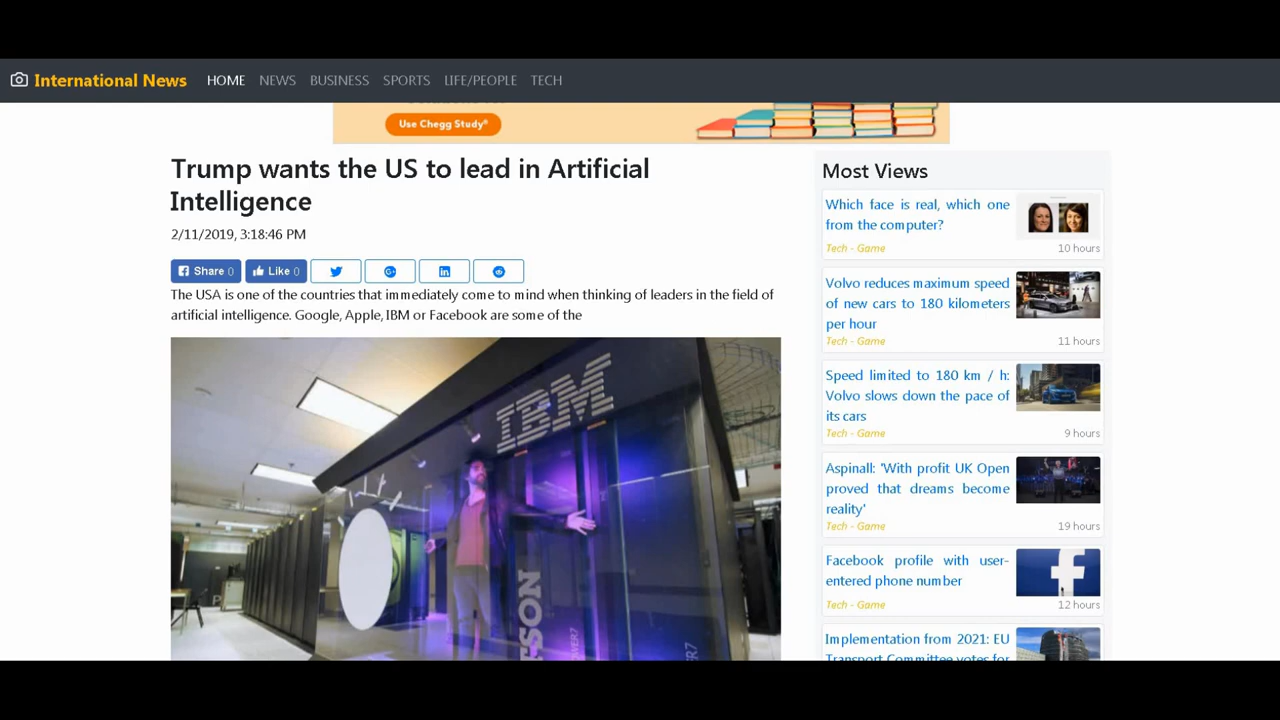 International News HOME NEWS BUSINESS SPORTS LIFE/PEOPLE TECH
Use Chegg Study®
Trump wants the US to lead in Artificial
Intelligence
2/11/2019, 3:18:46 PM
Share 0 Like 0
The USA is one of the countries that immediately come to mind when thinking of leaders in the field of
artificial intelligence. Google, Apple, IBM or Facebook are some of the
IBM
TSON
POWER7
Most Views
Which face is real, which one
from the computer?
Tech - Game 10 hours
Volvo reduces maximum speed
of new cars to 180 kilometers
per hour
Tech - Game 11 hours
Speed limited to 180 km / h:
Volvo slows down the pace of
its cars
Tech - Game 9 hours
Aspinall: 'With profit UK Open
proved that dreams become
reality'
Tech - Game 19 hours
Facebook profile with user-
entered phone number
Tech - Game 12 hours
Implementation from 2021: EU
Transport Committee votes for